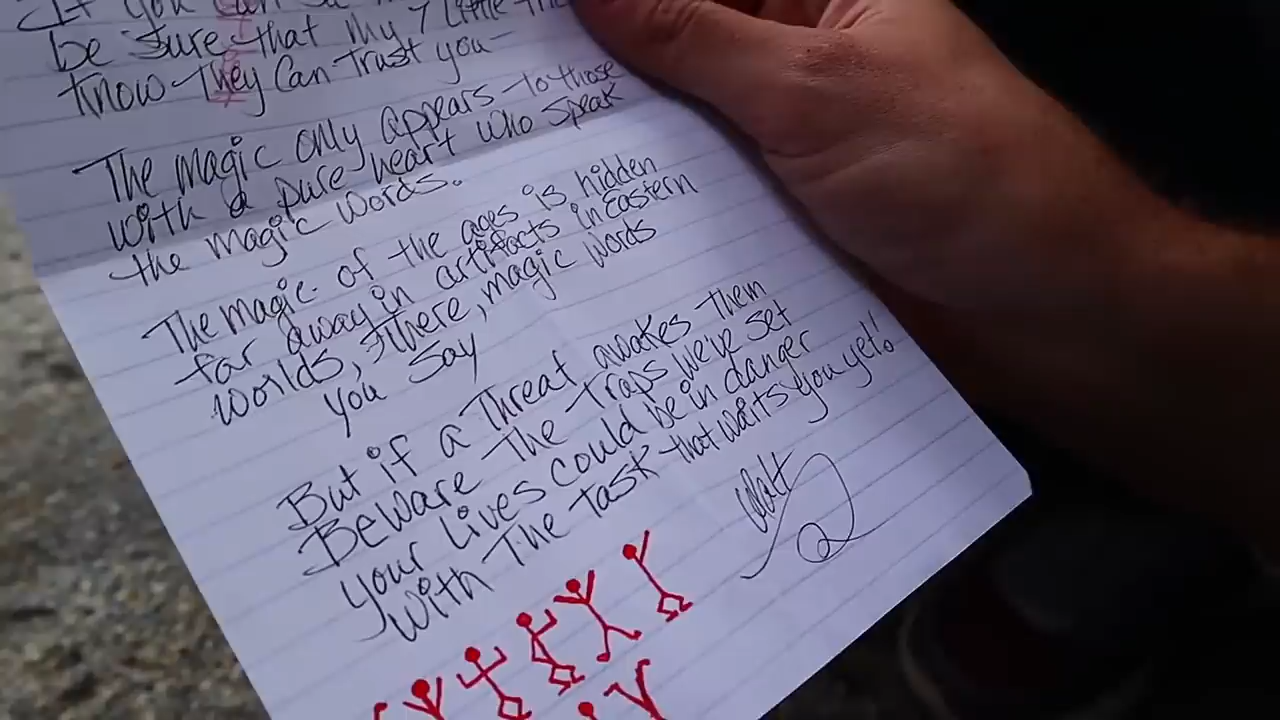 If you can
be sure that my 7 little
know they can trust you-
The magic only appears to those
with a pure heart who speak
the magic words.
The magic of the ages is hidden
far away in artifacts in Eastern
worlds, there, magic words
you say
But if a Threat awakes them
Beware the traps we've set
your lives could be in danger
with the task that waits you yet!
Walt